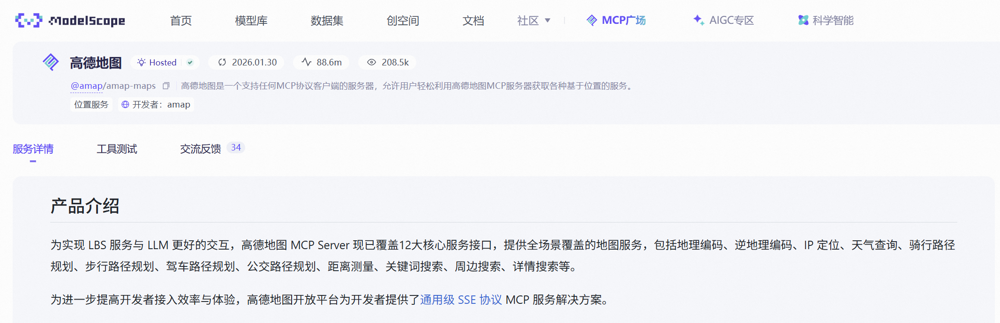 ModelScope 首页 模型库 数据集 创空间 文档 社区 MCP广场 AIGC专区 科学智能
高德地图 Hosted 2026.01.30 88.6m 208.5k
@amap/amap-maps 高德地图是一个支持任何MCP协议客户端的服务器，允许用户轻松利用高德地图MCP服务器获取各种基于位置的服务。
位置服务 开发者：amap
服务详情 工具测试 交流反馈 34
产品介绍
为实现 LBS 服务与 LLM 更好的交互，高德地图 MCP Server 现已覆盖12大核心服务接口，提供全场景覆盖的地图服务，包括地理编码、逆地理编码、IP 定位、天气查询、骑行路径
规划、步行路径规划、驾车路径规划、公交路径规划、距离测量、关键词搜索、周边搜索、详情搜索等。
为进一步提高开发者接入效率与体验，高德地图开放平台为开发者提供了通用级 SSE 协议 MCP 服务解决方案。